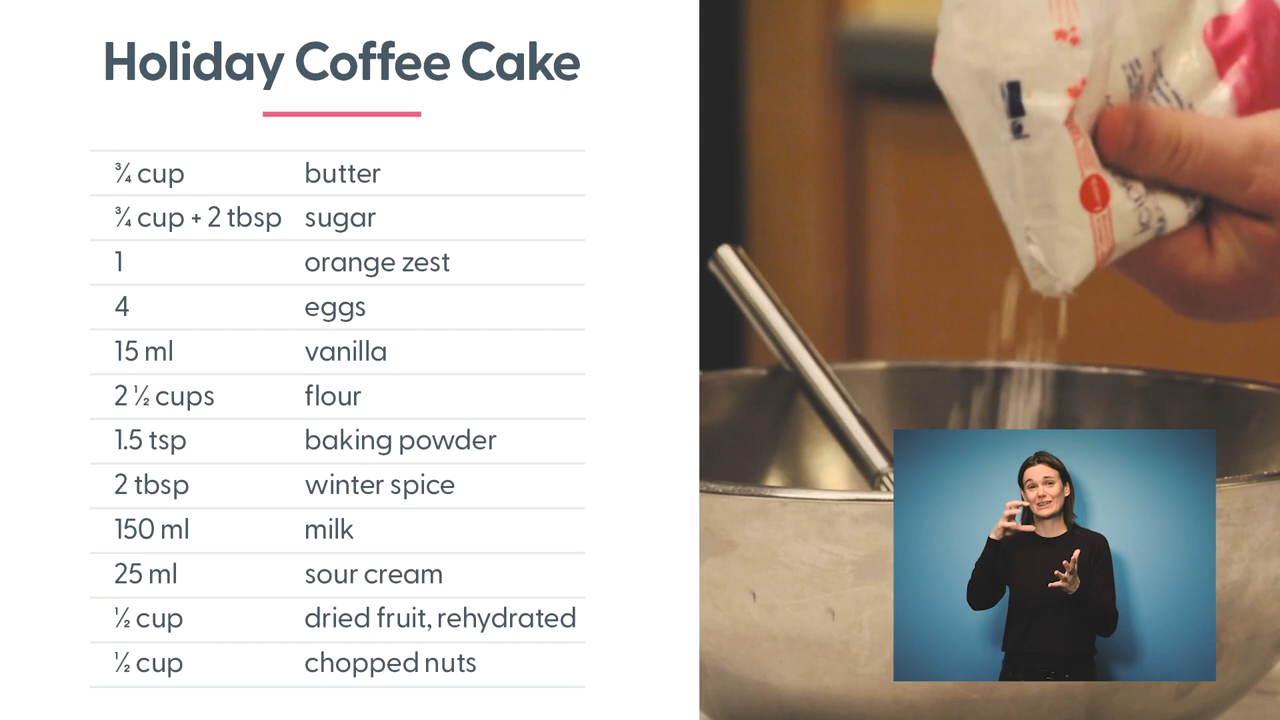 Holiday Coffee Cake
¾ cup butter
¾ cup + 2 tbsp sugar
1 orange zest
4 eggs
15 ml vanilla
2 ½ cups flour
1.5 tsp baking powder
2 tbsp winter spice
150 ml milk
25 ml sour cream
½ cup dried fruit, rehydrated
½ cup chopped nuts